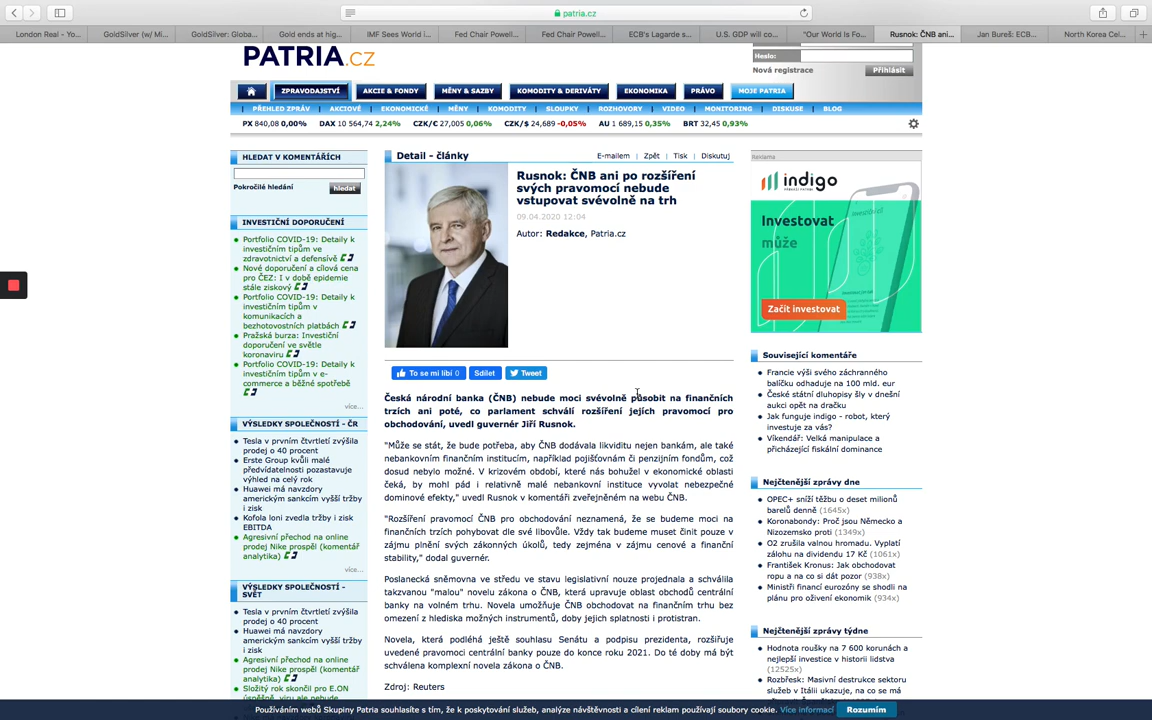 patria.cz
London Real - Yo...
GoldSilver (w/ Mi...
GoldSilver: Globa...
Gold ends at hig...
IMF Sees World i...
Fed Chair Powell...
Fed Chair Powell...
ECB's Lagarde s...
U.S. GDP will co...
"Our World Is Fo...
Rusnok: ČNB ani...
Jan Bureš: ECB...
North Korea Cel...
PATRIA.CZ
Heslo:
Nová registrace
Přihlásit
ZPRAVODAJSTVÍ
AKCIE & FONDY
MĚNY & SAZBY
KOMODITY & DERIVÁTY
EKONOMIKA
PRÁVO
MOJE PATRIA
PŘEHLED ZPRÁV | AKCIOVÉ | EKONOMICKÉ | MĚNY | KOMODITY | SLOUPKY | ROZHOVORY | VIDEO | MONITORING | DISKUSE | BLOG
PX 840,08 0,00% DAX 10 564,74 2,24% CZK/€ 27,005 0,06% CZK/$ 24,689 -0,05% AU 1 689,15 0,35% BRT 32,45 0,93%
HLEDAT V KOMENTÁŘÍCH
Pokročilé hledání
hledat
INVESTIČNÍ DOPORUČENÍ
Portfolio COVID-19: Detaily k
investičním tipům ve
zdravotnictví a defensivě
Nové doporučení a cílová cena
pro ČEZ: I v době epidemie
stále ziskový
Portfolio COVID-19: Detaily k
investičním tipům v
komunikacích a
bezhotovostních platbách
Pražská burza: Investiční
doporučení ve světle
koronaviru
Portfolio COVID-19: Detaily k
investičním tipům v e-
commerce a běžné spotřebě
více...
VÝSLEDKY SPOLEČNOSTÍ - ČR
Tesla v prvním čtvrtletí zvýšila
prodej o 40 procent
Erste Group kvůli malé
předvídatelnosti pozastavuje
výhled na celý rok
Huawei má navzdory
americkým sankcím vyšší tržby
i zisk
Kofola loni zvedla tržby i zisk
EBITDA
Agresivní přechod na online
prodej Nike prospěl (komentář
analytika)
více...
VÝSLEDKY SPOLEČNOSTÍ -
SVĚT
Tesla v prvním čtvrtletí zvýšila
prodej o 40 procent
Huawei má navzdory
americkým sankcím vyšší tržby
i zisk
Agresivní přechod na online
prodej Nike prospěl (komentář
analytika)
Složitý rok skončil pro E.ON
úspěšně, viru ale nebude
Detail - články
E-mailem | Zpět | Tisk | Diskutuj
Rusnok: ČNB ani po rozšíření
svých pravomocí nebude
vstupovat svévolně na trh
09.04.2020 12:04
Autor: Redakce, Patria.cz
To se mi líbí 0
Sdílet
Tweet
Česká národní banka (ČNB) nebude moci svévolně působit na finančních
trzích ani poté, co parlament schválí rozšíření jejích pravomocí pro
obchodování, uvedl guvernér Jiří Rusnok.
"Může se stát, že bude potřeba, aby ČNB dodávala likviditu nejen bankám, ale také
nebankovním finančním institucím, například pojišťovnám či penzijním fondům, což
dosud nebylo možné. V krizovém období, které nás bohužel v ekonomické oblasti
čeká, by mohl pád i relativně malé nebankovní instituce vyvolat nebezpečné
dominové efekty," uvedl Rusnok v komentáři zveřejněném na webu ČNB.
"Rozšíření pravomocí ČNB pro obchodování neznamená, že se budeme moci na
finančních trzích pohybovat dle své libovůle. Vždy tak budeme muset činit pouze v
zájmu plnění svých zákonných úkolů, tedy zejména v zájmu cenové a finanční
stability," dodal guvernér.
Poslanecká sněmovna ve středu ve stavu legislativní nouze projednala a schválila
takzvanou "malou" novelu zákona o ČNB, která upravuje oblast obchodů centrální
banky na volném trhu. Novela umožňuje ČNB obchodovat na finančním trhu bez
omezení z hlediska možných instrumentů, doby jejich splatnosti i protistran.
Novela, která podléhá ještě souhlasu Senátu a podpisu prezidenta, rozšiřuje
uvedené pravomoci centrální banky pouze do konce roku 2021. Do té doby má být
schválena komplexní novela zákona o ČNB.
Zdroj: Reuters
Reklama
indigo
Investovat
může
Začít investovat
Související komentáře
Francie výši svého záchranného
balíčku odhaduje na 100 mld. eur
České státní dluhopisy šly v dnešní
aukci opět na dračku
Jak funguje indigo - robot, který
investuje za vás?
Víkendář: Velká manipulace a
přicházející fiskální dominance
Nejčtenější zprávy dne
OPEC+ sníží těžbu o deset milionů
barelů denně (1645x)
Koronabondy: Proč jsou Německo a
Nizozemsko proti (1349x)
O2 zrušila valnou hromadu. Vyplatí
zálohu na dividendu 17 Kč (1061x)
František Kronus: Jak obchodovat
ropu a na co si dát pozor (938x)
Ministři financí eurozóny se shodli na
plánu pro oživení ekonomik (934x)
Nejčtenější zprávy týdne
Hodnota roušky na 7 600 korunách a
nejlepší investice v historii lidstva
(12525x)
Rozbřesk: Masivní destrukce sektoru
služeb v Itálii ukazuje, na co se má
Používáním webů Skupiny Patria souhlasíte s tím, že k poskytování služeb, analýze návštěvnosti a cílení reklam používají soubory cookie. Více informací
Rozumím